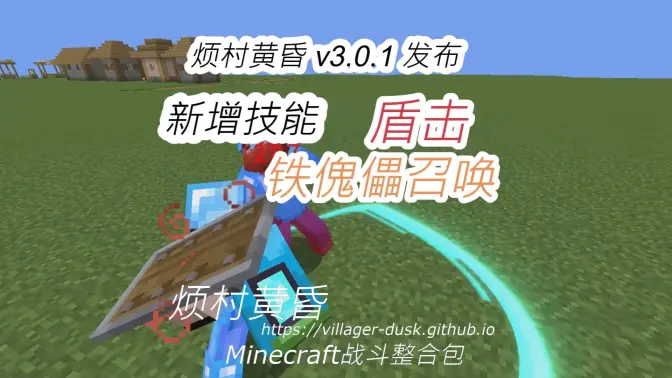 烦村黄昏 v3.0.1 发布
新增技能 盾击
铁傀儡召唤
烦村黄昏
https://villager-dusk.github.io
Minecraft战斗整合包